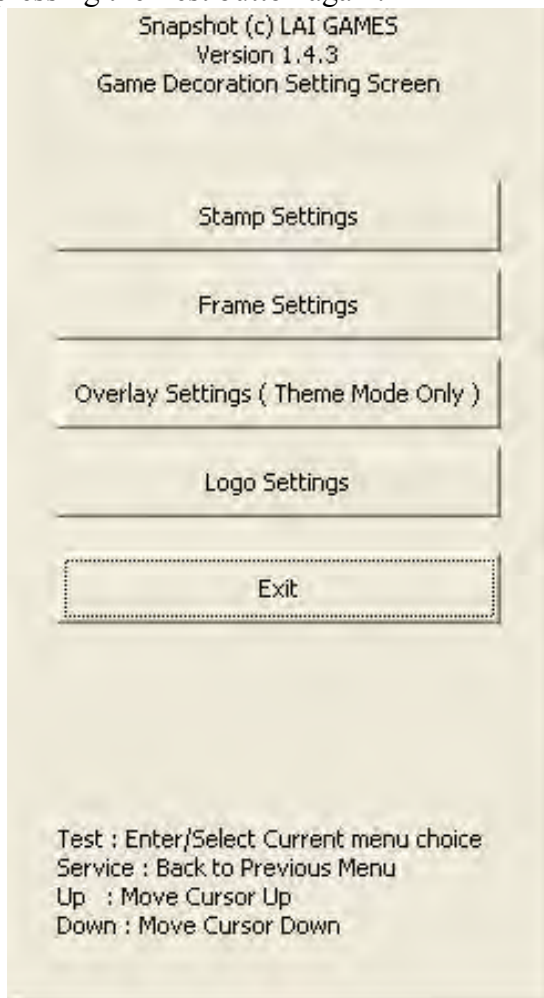 Snapshot (c) LAI GAMES
Version 1.4.3
Game Decoration Setting Screen
Stamp Settings
Frame Settings
Overlay Settings ( Theme Mode Only )
Logo Settings
Exit
Test : Enter/Select Current menu choice
Service : Back to Previous Menu
Up : Move Cursor Up
Down : Move Cursor Down